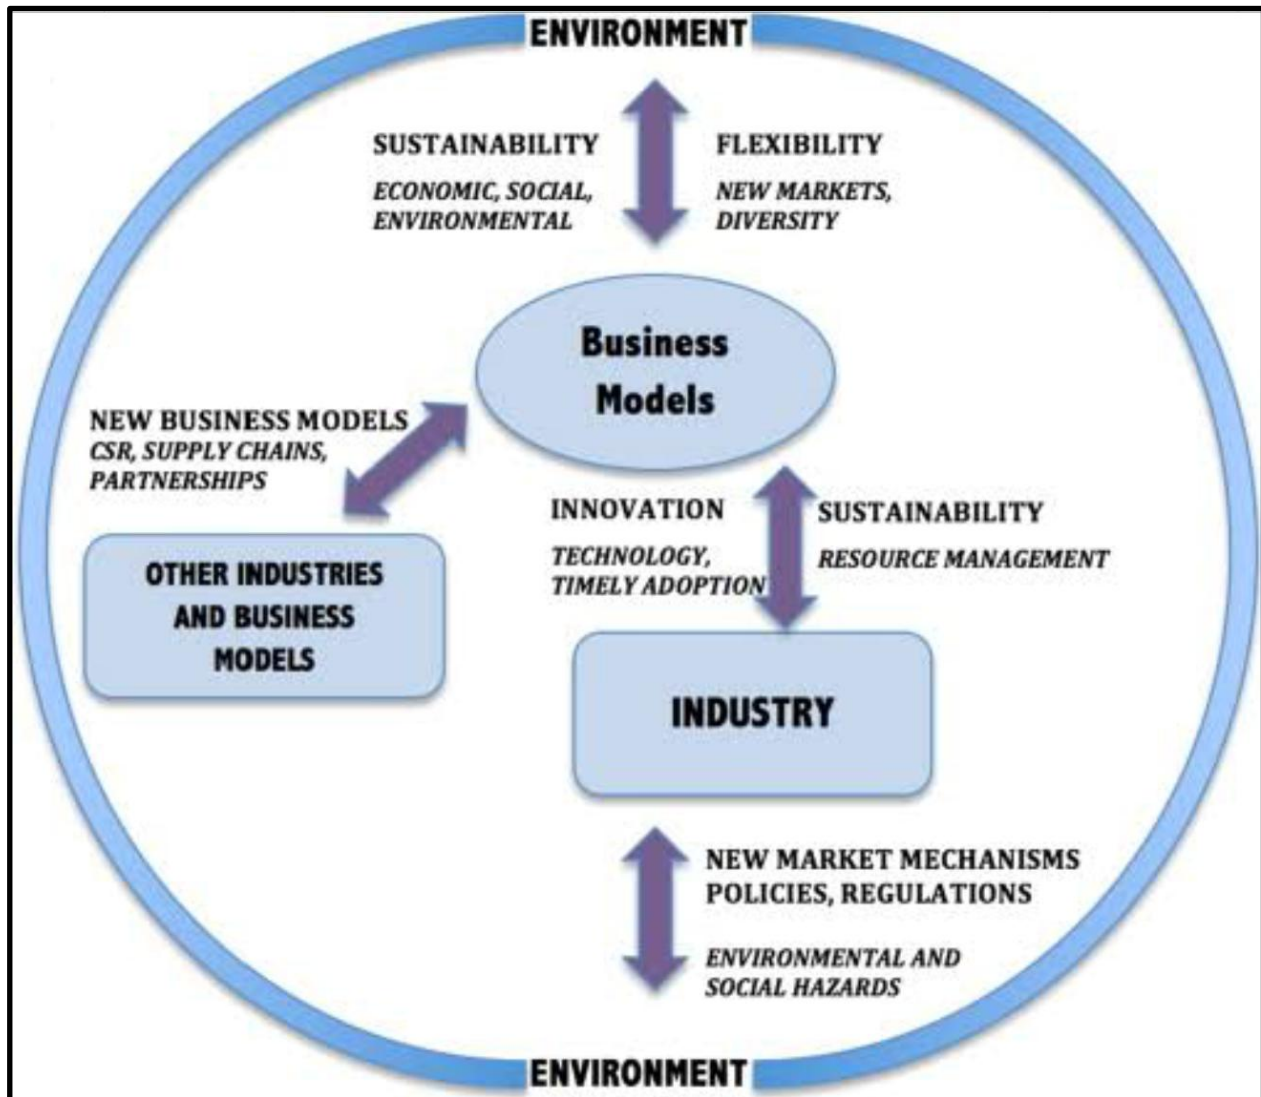 ENVIRONMENT
SUSTAINABILITY
ECONOMIC, SOCIAL,
ENVIRONMENTAL
FLEXIBILITY
NEW MARKETS,
DIVERSITY
Business
Models
NEW BUSINESS MODELS
CSR, SUPPLY CHAINS,
PARTNERSHIPS
INNOVATION
TECHNOLOGY,
TIMELY ADOPTION
SUSTAINABILITY
RESOURCE MANAGEMENT
OTHER INDUSTRIES
AND BUSINESS
MODELS
INDUSTRY
NEW MARKET MECHANISMS
POLICIES, REGULATIONS
ENVIRONMENTAL AND
SOCIAL HAZARDS
ENVIRONMENT